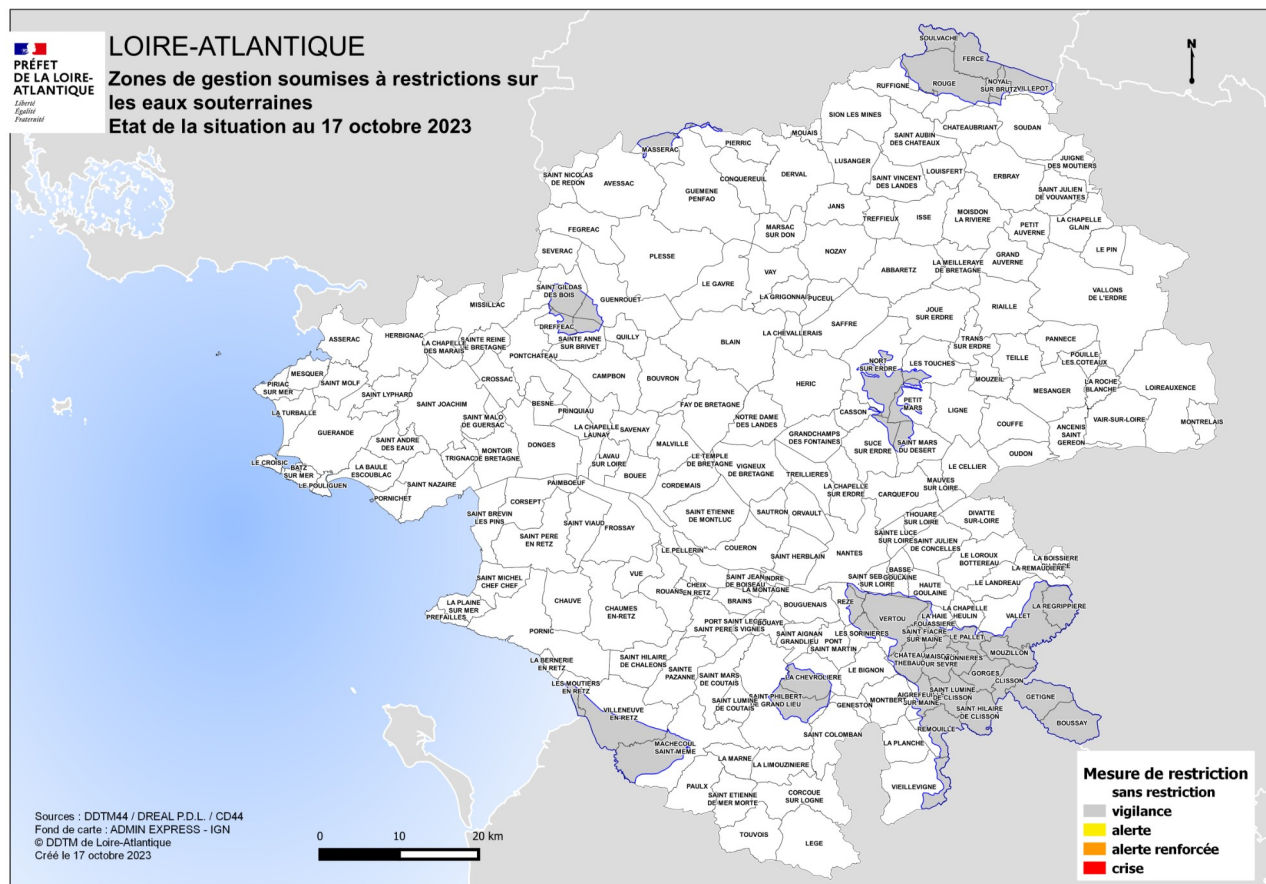 PRÉFET
DE LA LOIRE-
ATLANTIQUE
Liberté
Égalité
Fraternité
LOIRE-ATLANTIQUE
Zones de gestion soumises à restrictions sur
les eaux souterraines
Etat de la situation au 17 octobre 2023
N
SOULVACHE
FERCE
ROUGE
NOYAL
SUR BRUTZ
VILLEPOT
RUFFIGNE
SION LES MINES
MOUAIS
SAINT AUBIN
DES CHATEAUX
CHATEAUBRIANT
SOUDAN
MASSERAC
PIERRIC
CONQUEREUIL
DERVAL
LUSANGER
SAINT VINCENT
DES LANDES
LOUISFERT
ERBRAY
JUIGNE
DES MOUTIERS
SAINT JULIEN
DE VOUVANTES
SAINT NICOLAS
DE REDON
AVESSAC
GUEMENE
PENFAO
JANS
TREFFIEUX
ISSE
MOISDON
LA RIVIERE
PETIT
AUVERNE
LA CHAPELLE
GLAIN
LE PIN
FEGREAC
MARSAC
SUR DON
NOZAY
ABBARETZ
LA MEILLERAYE
DE BRETAGNE
GRAND
AUVERNE
SEVERAC
PLESSE
VAY
LE GAVRE
LA GRIGONNAIS
PUCEUL
VALLONS
DE L'ERDRE
SAINT GILDAS
DES BOIS
GUENROUET
MISSILLAC
DREFFEAC
SAINTE ANNE
SUR BRIVET
QUILLY
BLAIN
LA CHEVALLERAIS
SAFFRE
JOUE
SUR ERDRE
RIAILLE
ASSERAC
HERBIGNAC
LA CHAPELLE
DES MARAIS
SAINTE REINE
DE BRETAGNE
PONTCHATEAU
TRANS
SUR ERDRE
TEILLE
PANNECE
POUILLE
LES COTEAUX
NORT
SUR ERDRE
LES TOUCHES
MESQUER
PIRIAC
SUR MER
SAINT MOLF
SAINT LYPHARD
CROSSAC
CAMPBON
BOUVRON
HERIC
MOUZEIL
MESANGER
LA ROCHE
BLANCHE
LOIREAUXENCE
LA TURBALLE
SAINT JOACHIM
BESNE
PRINQUIAU
FAY DE BRETAGNE
NOTRE DAME
DES LANDES
CASSON
PETIT
MARS
LIGNE
COUFFE
ANCENIS
SAINT
GEREON
VAIR-SUR-LOIRE
MONTRELAIS
GUERANDE
SAINT MALO
DE GUERSAC
LA CHAPELLE
LAUNAY
SAVENAY
MALVILLE
GRANDCHAMPS
DES FONTAINES
SUCE
SUR ERDRE
SAINT MARS
DU DESERT
OUDON
SAINT ANDRE
DES EAUX
MONTOIR
DE BRETAGNE
TRIGNAC
DONGES
LAVAU
SUR LOIRE
BOUEE
LE TEMPLE
DE BRETAGNE
VIGNEUX
DE BRETAGNE
TREILLIERES
LE CELLIER
LE CROISIC
BATZ
SUR MER
LE POULIGUEN
LA BAULE
ESCOUBLAC
PORNICHET
SAINT NAZAIRE
PAIMBOEUF
CORDEMAIS
LA CHAPELLE
SUR ERDRE
CARQUEFOU
MAUVES
SUR LOIRE
CORSEPT
SAINT BREVIN
LES PINS
SAINT VIAUD
FROSSAY
SAINT ETIENNE
DE MONTLUC
SAUTRON
ORVAULT
THOUARE
SUR LOIRE
DIVATTE
SUR-LOIRE
SAINT PERE
EN RETZ
LE PELLERIN
COUERON
SAINT HERBLAIN
NANTES
SAINTE LUCE
SUR LOIRE
SAINT JULIEN
DE CONCELLES
LE LOROUX
BOTTEREAU
LA BOISSIERE
LA REMAUDIERE
SAINT MICHEL
CHEF CHEF
VUE
ROUANS
CHEIX
EN RETZ
SAINT JEAN
DE BOISEAU
INDRE
LA MONTAGNE
SAINT SEB
SUR LOIRE
BASSE
GOULAINE
HAUTE
GOULAINE
LE LANDREAU
LA PLAINE
SUR MER
PREFAILLES
CHAUVE
CHAUMES
EN-RETZ
BRAINS
BOUGUENAIS
REZE
VERTOU
LA HAIE
FOUASSIERE
LA CHAPELLE
HEULIN
VALLET
LA REGRIPPIERE
PORNIC
PORT SAINT PERE
SAINT LEGER
LES VIGNES
BOUAYE
SAINT AIGNAN
GRANDLIEU
PONT
SAINT MARTIN
LES SORINIERES
SAINT FIACRE
SUR MAINE
LE PALLET
LA BERNERIE
EN RETZ
SAINT HILAIRE
DE CHALEONS
SAINTE
PAZANNE
SAINT MARS
DE COUTAIS
LE BIGNON
CHÂTEAU
THEBAUD
MAISDON
SUR SEVRE
MONNIERES
MOUZILLON
GORGES
CLISSON
LES MOUTIERS
EN RETZ
LA CHEVROLIERE
SAINT PHILBERT
DE GRAND LIEU
SAINT LUMINE
DE COUTAIS
GENESTON
MONTBERT
AIGREFEUILLE
SUR MAINE
SAINT LUMINE
DE CLISSON
SAINT HILAIRE
DE CLISSON
GETIGNE
BOUSSAY
VILLENEUVE
EN-RETZ
REMOUILLE
MACHECOUL
SAINT-MEME
SAINT COLOMBAN
LA PLANCHE
LA MARNE
LA LIMOUZINIERE
VIEILLEVIGNE
PAULX
SAINT ETIENNE
DE MER MORTE
CORCOUE
SUR LOGNE
TOUVOIS
LEGE
Sources : DDTM44 / DREAL P.D.L. / CD44
Fond de carte : ADMIN EXPRESS - IGN
© DDTM de Loire-Atlantique
Créé le 17 octobre 2023
0 10 20 km
Mesure de restriction
sans restriction
vigilance
alerte
alerte renforcée
crise